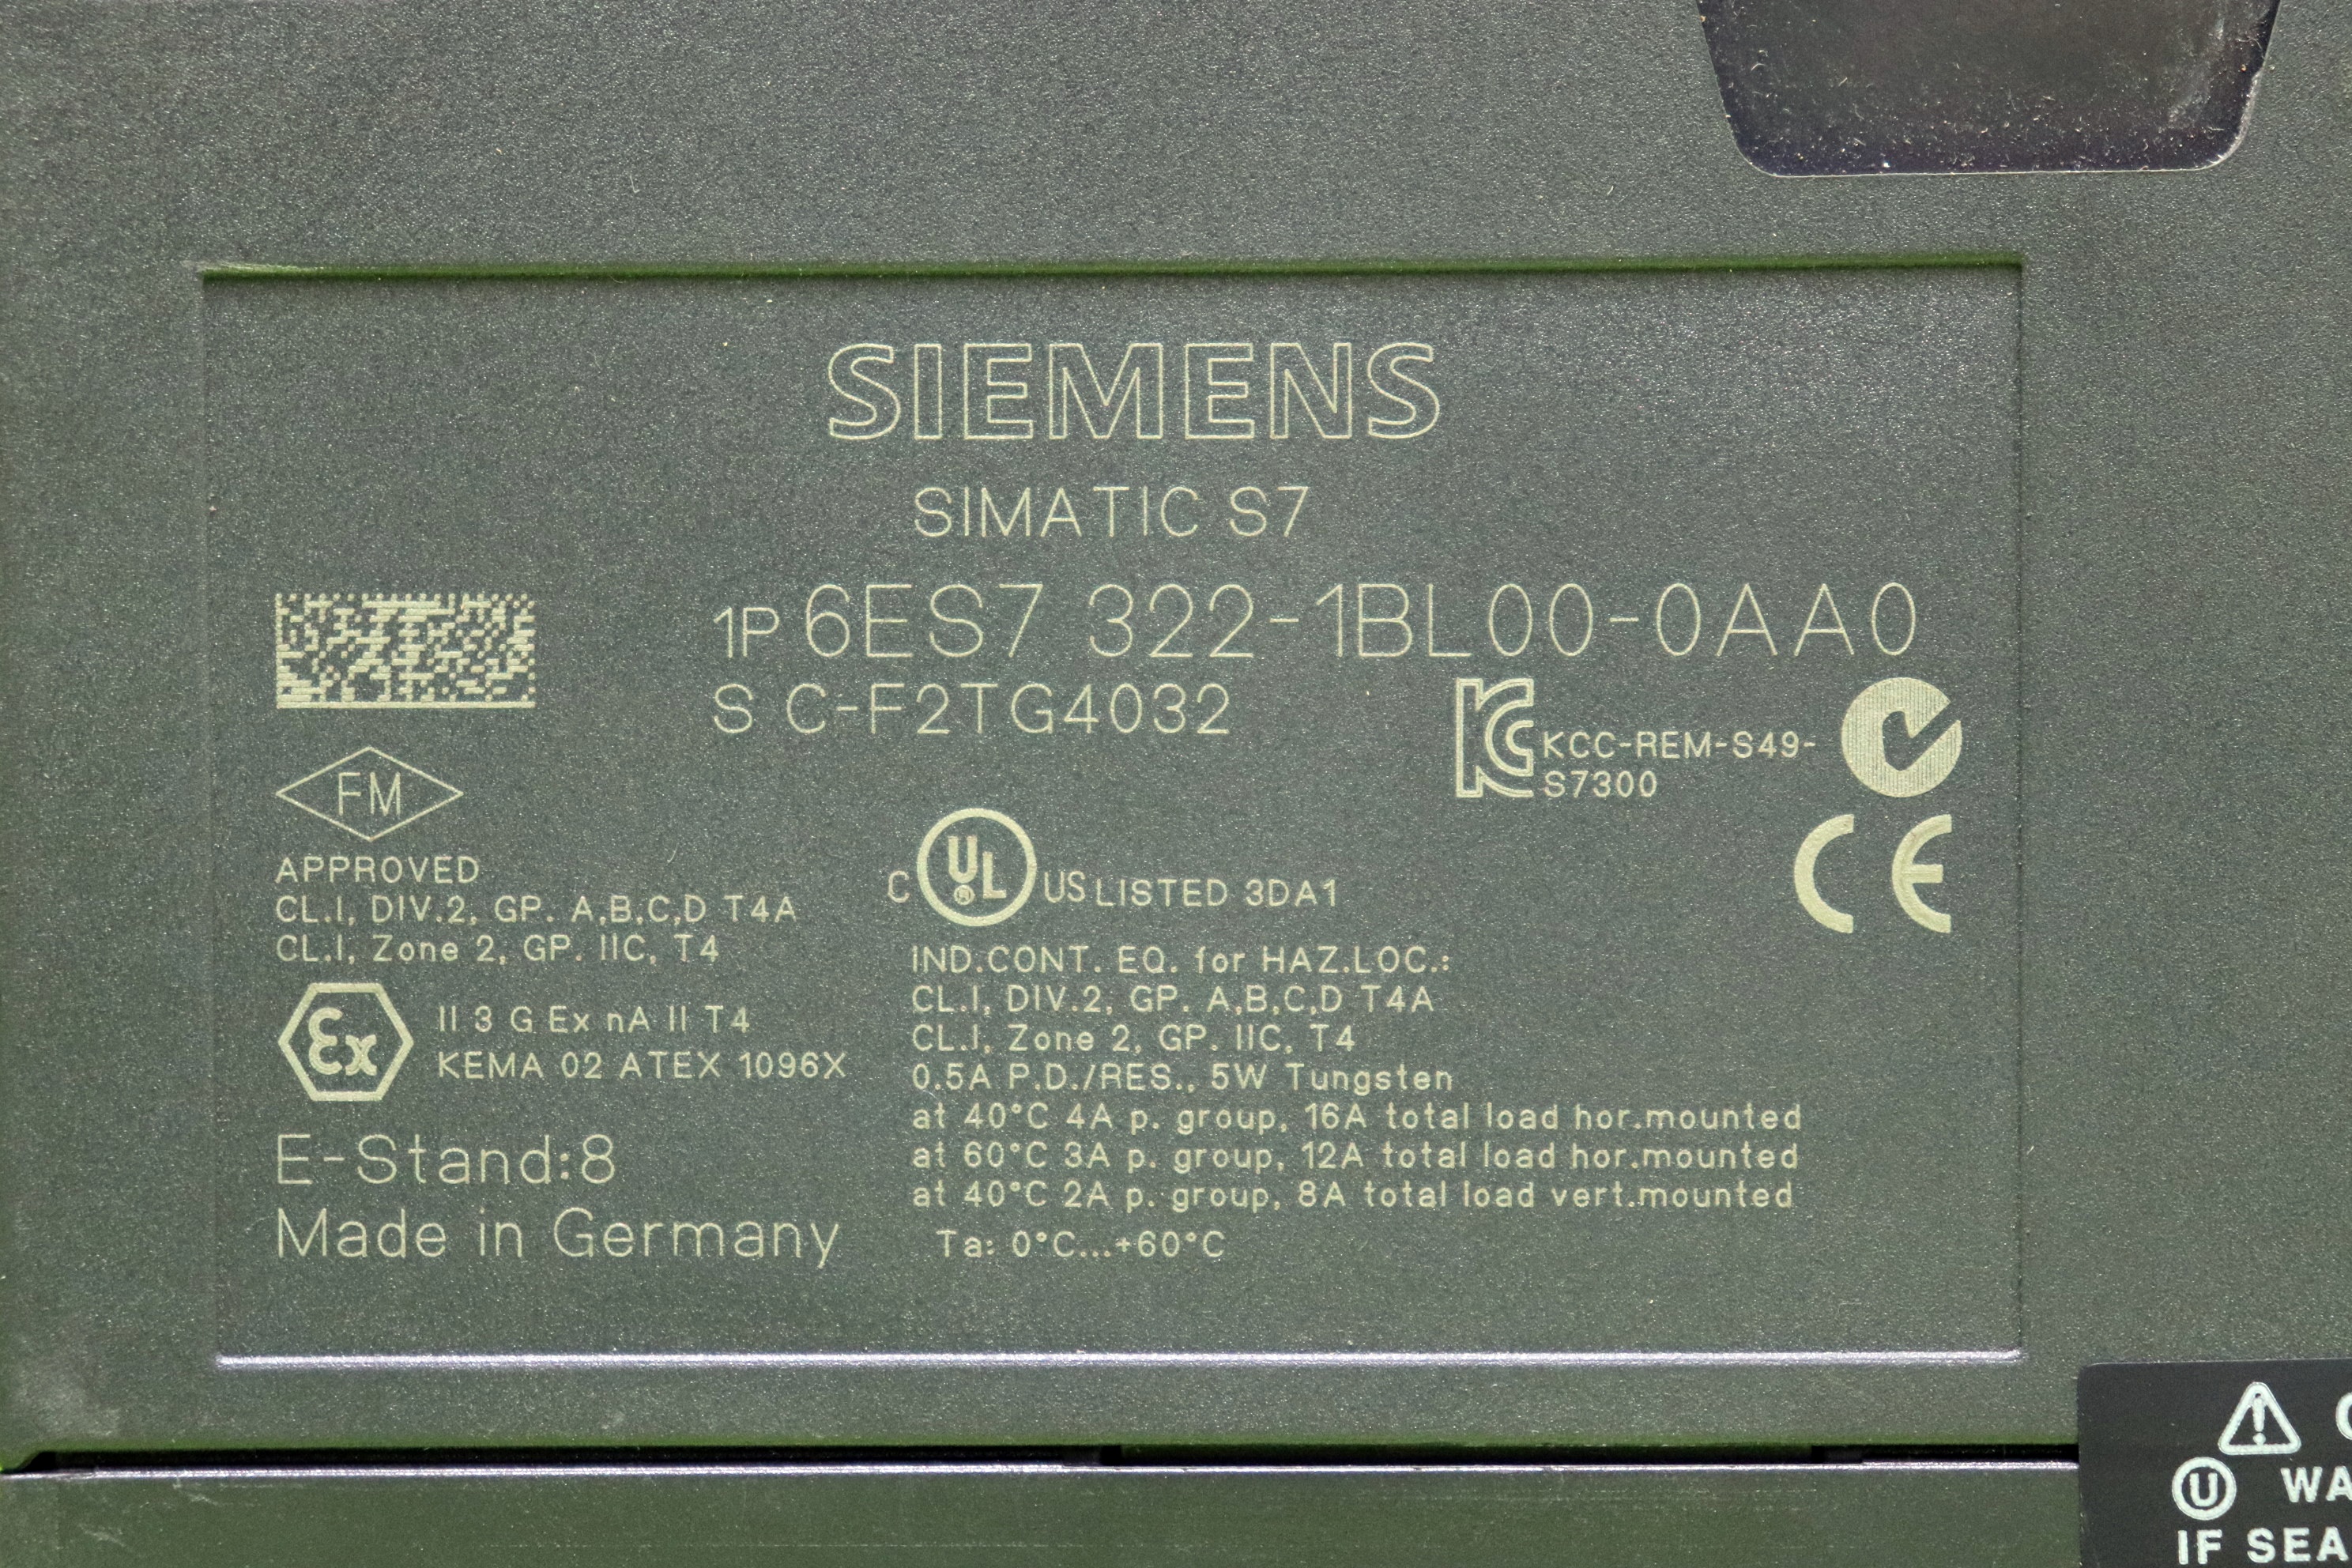 SIEMENS
SIMATIC S7
1P 6ES7 322-1BL00-0AA0
S C-F2TG4032
KCC-REM-S49-
S7300
FM
APPROVED
CL.I, DIV.2, GP. A,B,C,D T4A
CL.I, Zone 2, GP. IIC, T4
Ex II 3 G Ex nA II T4
KEMA 02 ATEX 1096X
E-Stand:8
Made in Germany
C UL US LISTED 3DA1
CE
IND.CONT. EQ. for HAZ.LOC.:
CL.I, DIV.2, GP. A,B,C,D T4A
CL.I, Zone 2, GP. IIC, T4
0.5A P.D./RES., 5W Tungsten
at 40°C 4A p. group, 16A total load hor.mounted
at 60°C 3A p. group, 12A total load hor.mounted
at 40°C 2A p. group, 8A total load vert.mounted
Ta: 0°C...+60°C
U WA
IF SEA